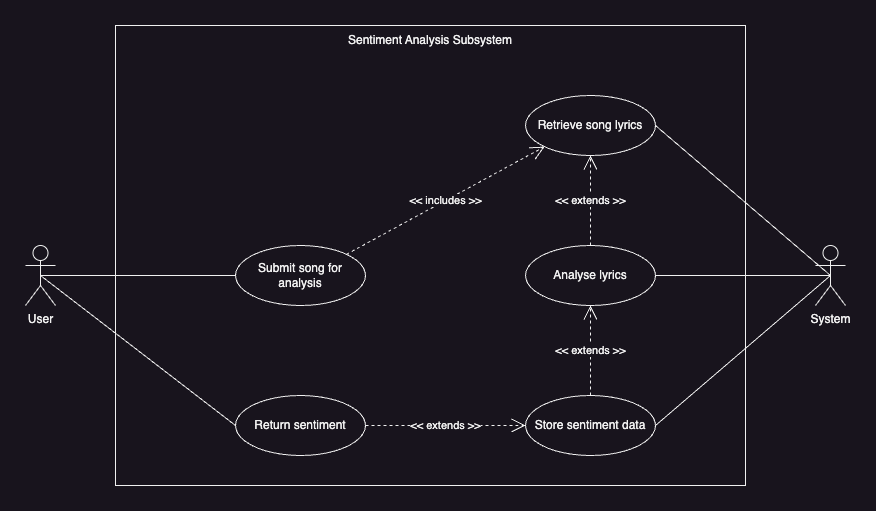 Sentiment Analysis Subsystem
Retrieve song lyrics
<< includes >>
<< extends >>
Submit song for
analysis
Analyse lyrics
User
System
<< extends >>
Return sentiment
<< extends >>
Store sentiment data